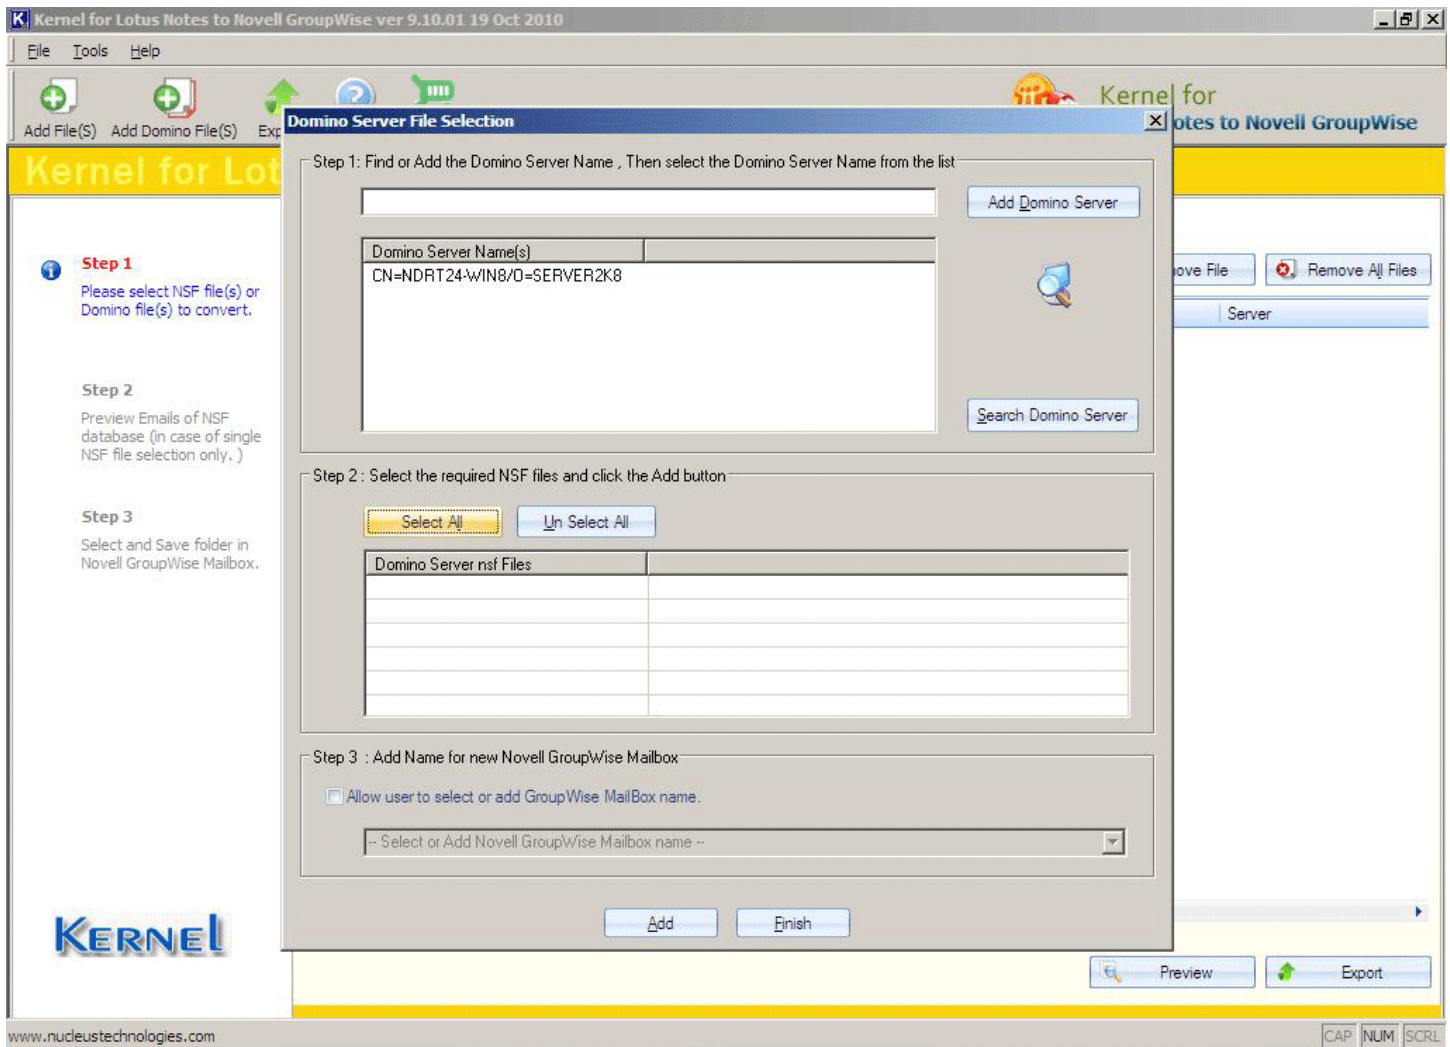 Kernel for Lotus Notes to Novell GroupWise ver 9.10.01 19 Oct 2010
File Tools Help
Add File(S) Add Domino File(S) Exp
Kernel for
otes to Novell GroupWise
Domino Server File Selection
Kernel for Lot
Step 1: Find or Add the Domino Server Name , Then select the Domino Server Name from the list
Add Domino Server
Domino Server Name(s)
CN=NDRT24-WIN8/O=SERVER2K8
Search Domino Server
Step 2 : Select the required NSF files and click the Add button
Select All Un Select All
Domino Server nsf Files
Step 3 : Add Name for new Novell GroupWise Mailbox
Allow user to select or add GroupWise MailBox name.
-- Select or Add Novell GroupWise Mailbox name --
Add Finish
Step 1
Please select NSF file(s) or
Domino file(s) to convert.
Step 2
Preview Emails of NSF
database (in case of single
NSF file selection only. )
Step 3
Select and Save folder in
Novell GroupWise Mailbox.
KERNEl
ove File Remove All Files
Server
Preview Export
www.nucleustechnologies.com
CAP NUM SCRL